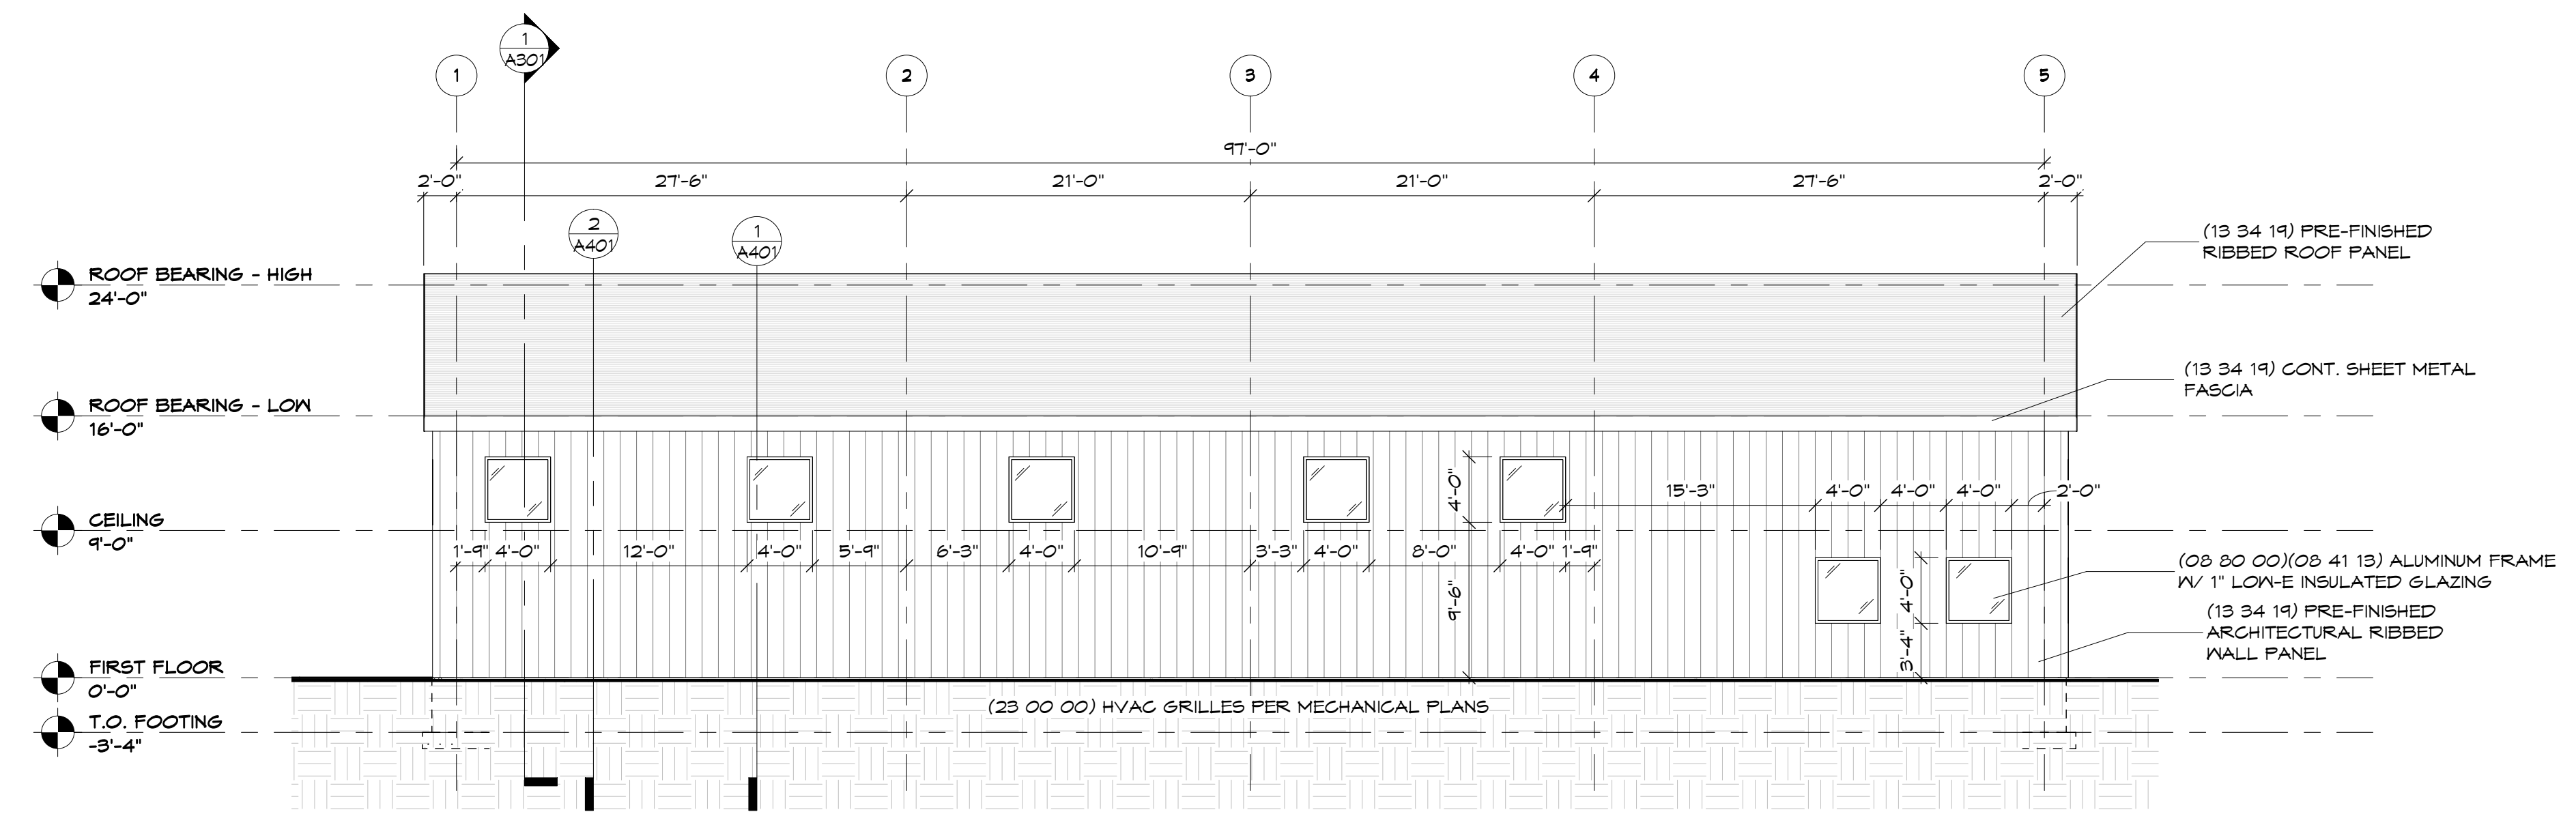 1
A301
1
2
3
4
5
97'-0"
2'-0"
27'-6"
21'-0"
21'-0"
27'-6"
2'-0"
2
A401
1
A401
(13 34 19) PRE-FINISHED
RIBBED ROOF PANEL
ROOF BEARING - HIGH
24'-0"
(13 34 19) CONT. SHEET METAL
FASCIA
ROOF BEARING - LOW
16'-0"
4'-0"
15'-3"
4'-0"
4'-0"
4'-0"
2'-0"
CEILING
9'-0"
1'-9"
4'-0"
12'-0"
4'-0"
5'-9"
6'-3"
4'-0"
10'-9"
3'-3"
4'-0"
8'-0"
4'-0"
1'-9"
9'-6"
4'-0"
3'-4"
(08 80 00)(08 41 13) ALUMINUM FRAME
W/ 1" LOW-E INSULATED GLAZING
(13 34 19) PRE-FINISHED
ARCHITECTURAL RIBBED
WALL PANEL
FIRST FLOOR
0'-0"
(23 00 00) HVAC GRILLES PER MECHANICAL PLANS
T.O. FOOTING
-3'-4"